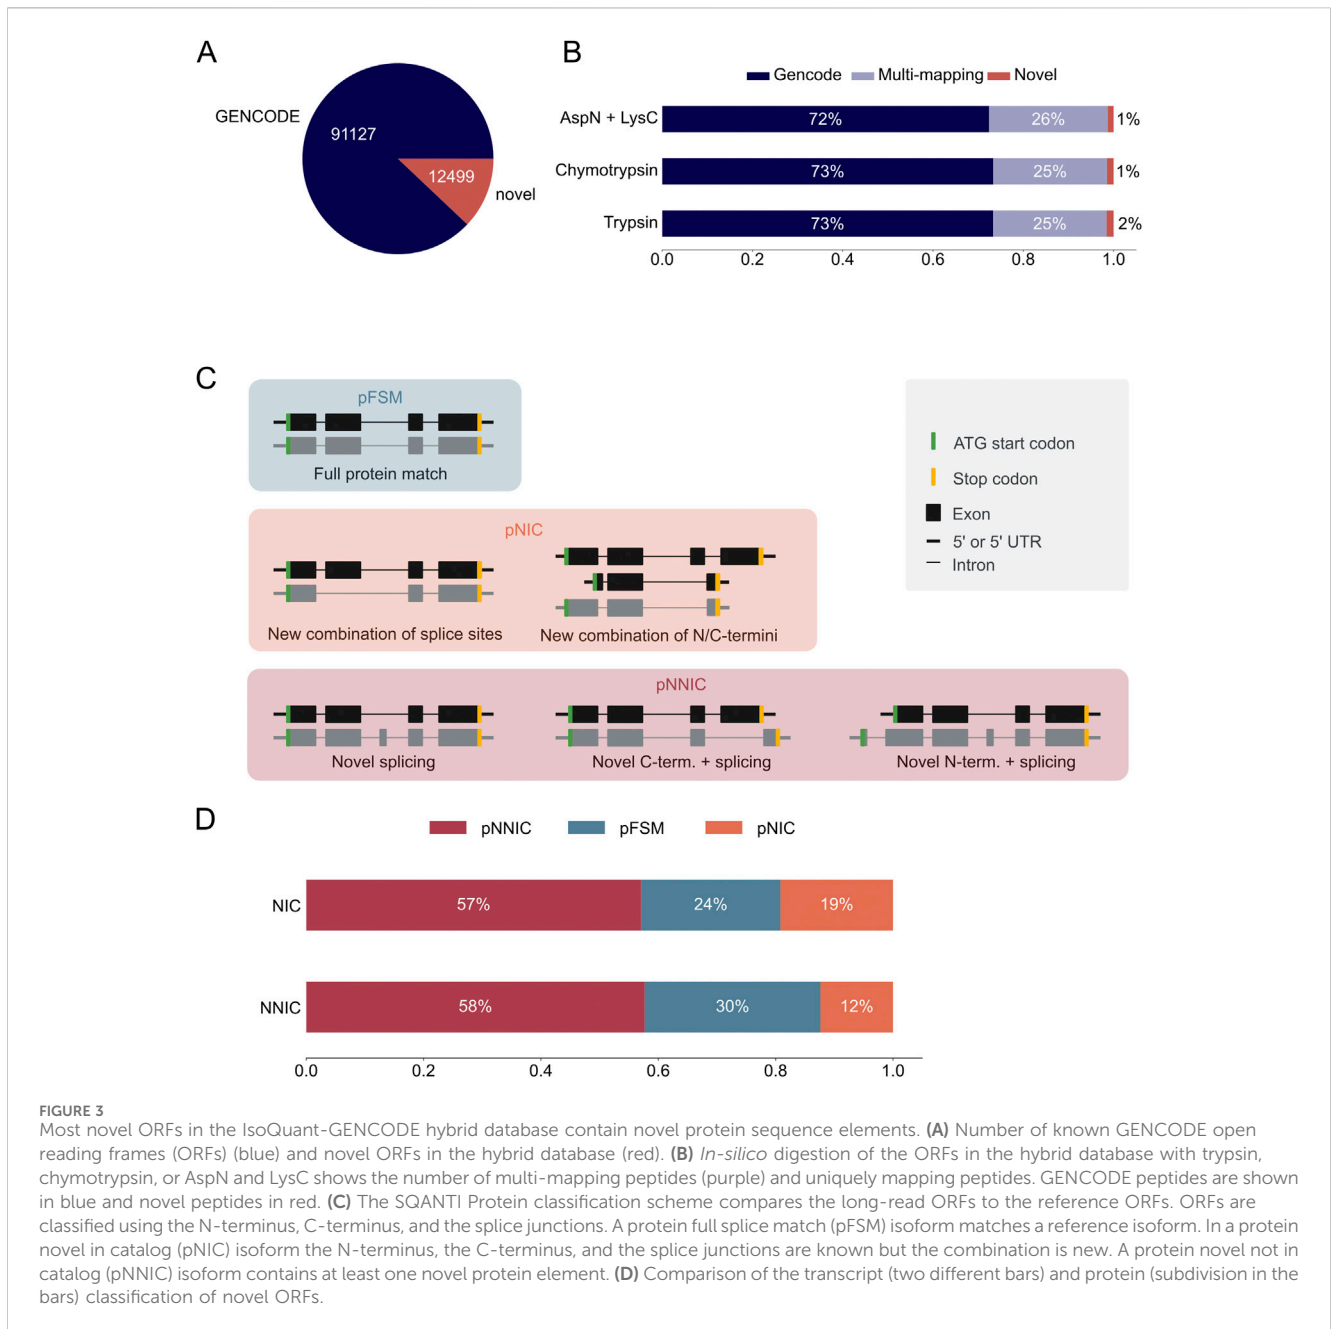 A
GENCODE
91127
12499
novel
B
Gencode Multi-mapping Novel
AspN + LysC 72% 26% 1%
Chymotrypsin 73% 25% 1%
Trypsin 73% 25% 2%
0.0 0.2 0.4 0.6 0.8 1.0
C
pFSM
Full protein match
pNIC
New combination of splice sites
New combination of N/C-termini
pNNIC
Novel splicing
Novel C-term. + splicing
Novel N-term. + splicing
ATG start codon
Stop codon
Exon
5' or 5' UTR
Intron
D
pNNIC pFSM pNIC
NIC 57% 24% 19%
NNIC 58% 30% 12%
0.0 0.2 0.4 0.6 0.8 1.0
FIGURE 3
Most novel ORFs in the IsoQuant-GENCODE hybrid database contain novel protein sequence elements. (A) Number of known GENCODE open
reading frames (ORFs) (blue) and novel ORFs in the hybrid database (red). (B) In-silico digestion of the ORFs in the hybrid database with trypsin,
chymotrypsin, or AspN and LysC shows the number of multi-mapping peptides (purple) and uniquely mapping peptides. GENCODE peptides are shown
in blue and novel peptides in red. (C) The SQANTI Protein classification scheme compares the long-read ORFs to the reference ORFs. ORFs are
classified using the N-terminus, C-terminus, and the splice junctions. A protein full splice match (pFSM) isoform matches a reference isoform. In a protein
novel in catalog (pNIC) isoform the N-terminus, the C-terminus, and the splice junctions are known but the combination is new. A protein novel not in
catalog (pNNIC) isoform contains at least one novel protein element. (D) Comparison of the transcript (two different bars) and protein (subdivision in the
bars) classification of novel ORFs.